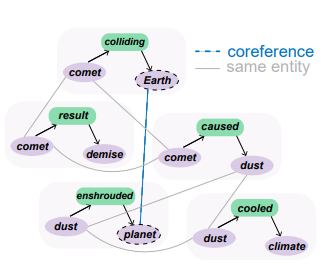 colliding
comet
Earth
coreference
same entity
result
comet
demise
caused
comet
dust
enshrouded
dust
planet
cooled
dust
climate